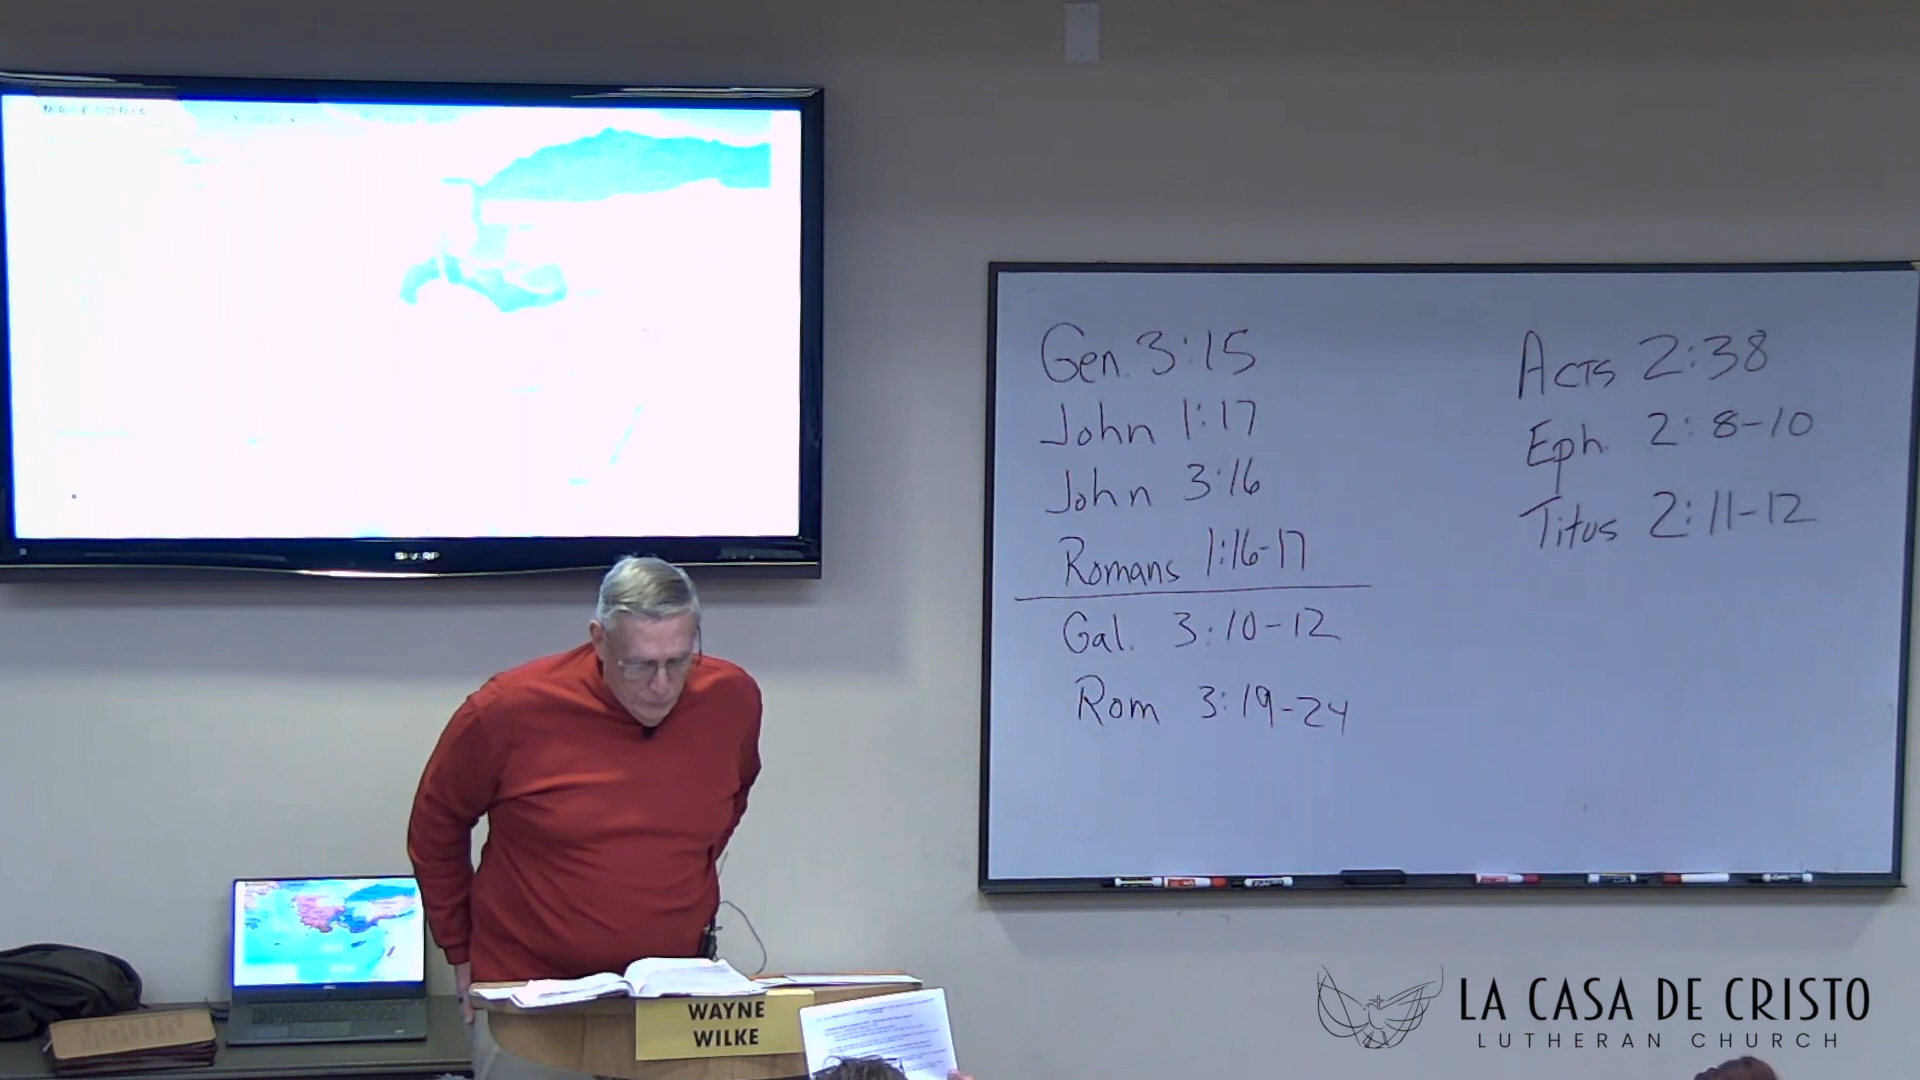 MACEDONIA
SHARP
Gen. 3:15
John 1:17
John 3:16
Romans 1:16-17
Gal. 3:10-12
Rom 3:19-24
Acts 2:38
Eph. 2:8-10
Titus 2:11-12
DELL
WAYNE
WILKE
LA CASA DE CRISTO
LUTHERAN CHURCH